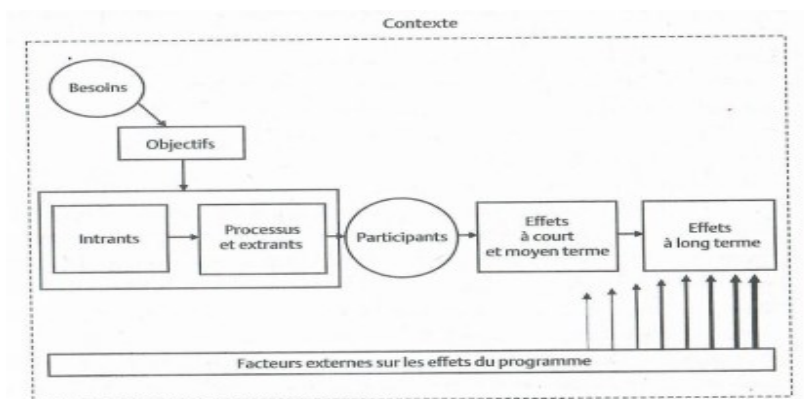 Contexte
Besoins
Objectifs
Intrants
Processus
et extrants
Participants
Effets
à court
et moyen terme
Effets
à long terme
Facteurs externes sur les effets du programme